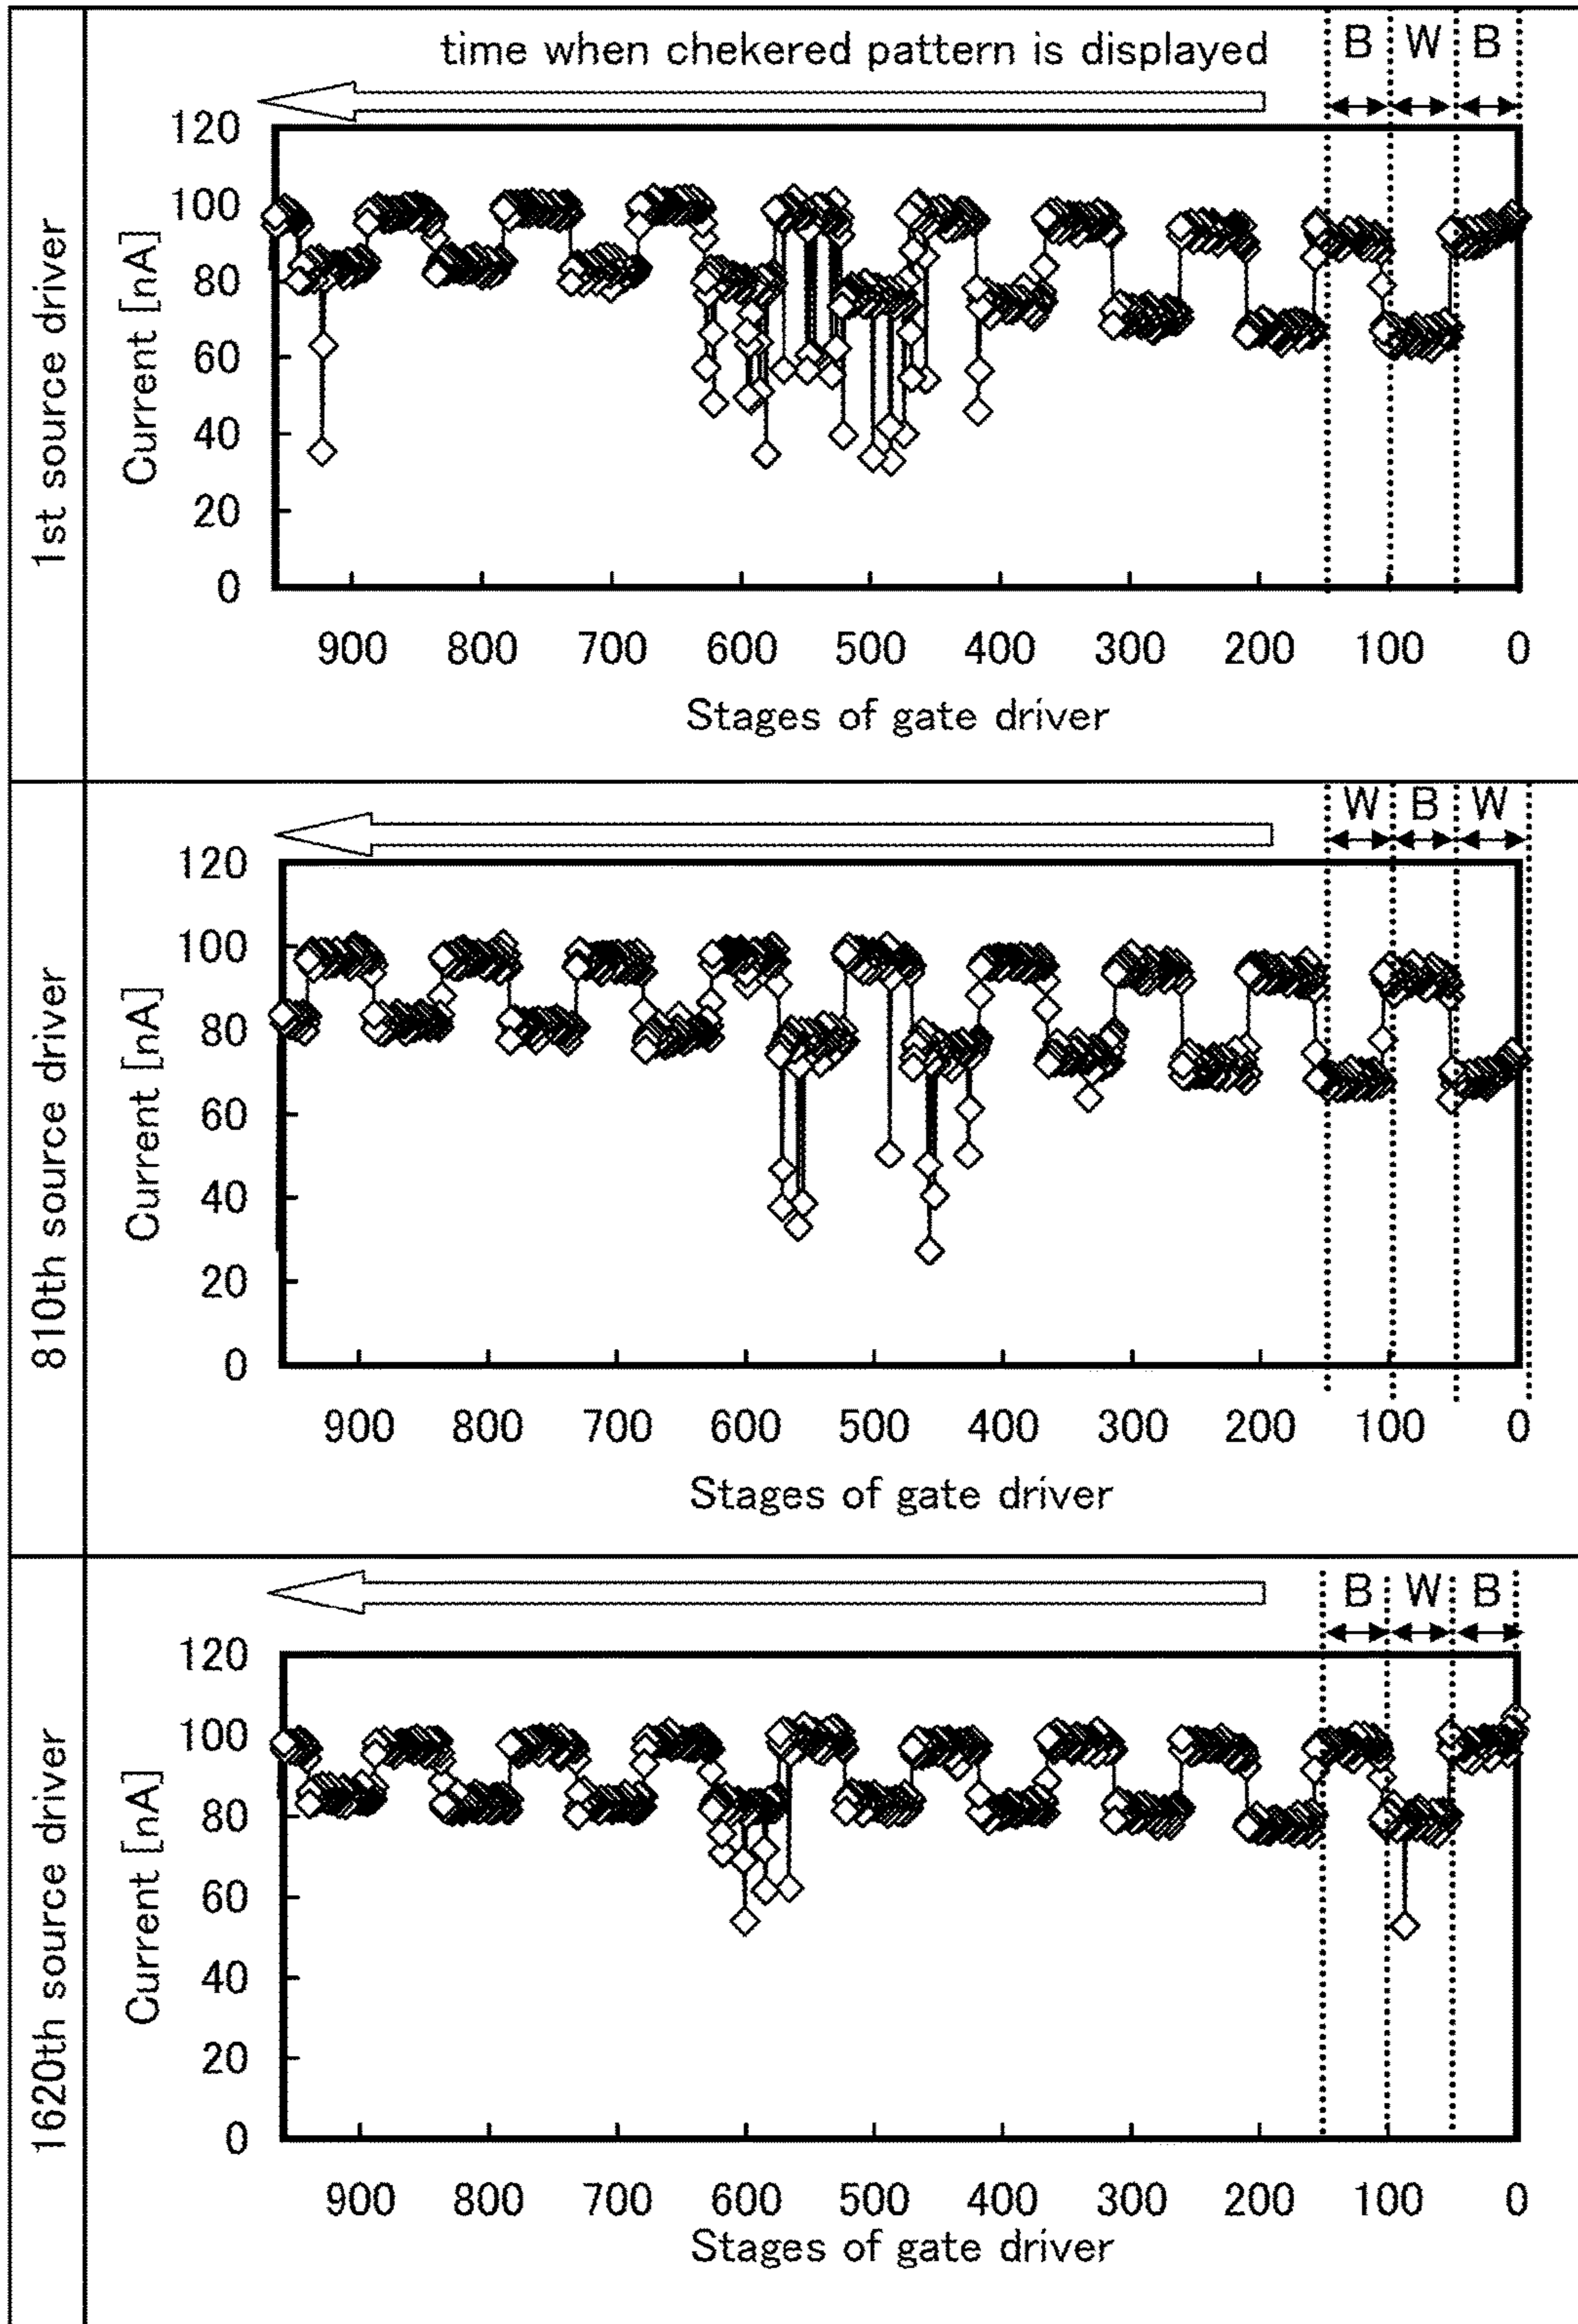 1st source driver
time when chekered pattern is displayed
B W B
Current [nA]
120
100
80
60
40
20
0
900 800 700 600 500 400 300 200 100 0
Stages of gate driver
810th source driver
W B W
Current [nA]
120
100
80
60
40
20
0
900 800 700 600 500 400 300 200 100 0
Stages of gate driver
1620th source driver
B W B
Current [nA]
120
100
80
60
40
20
0
900 800 700 600 500 400 300 200 100 0
Stages of gate driver